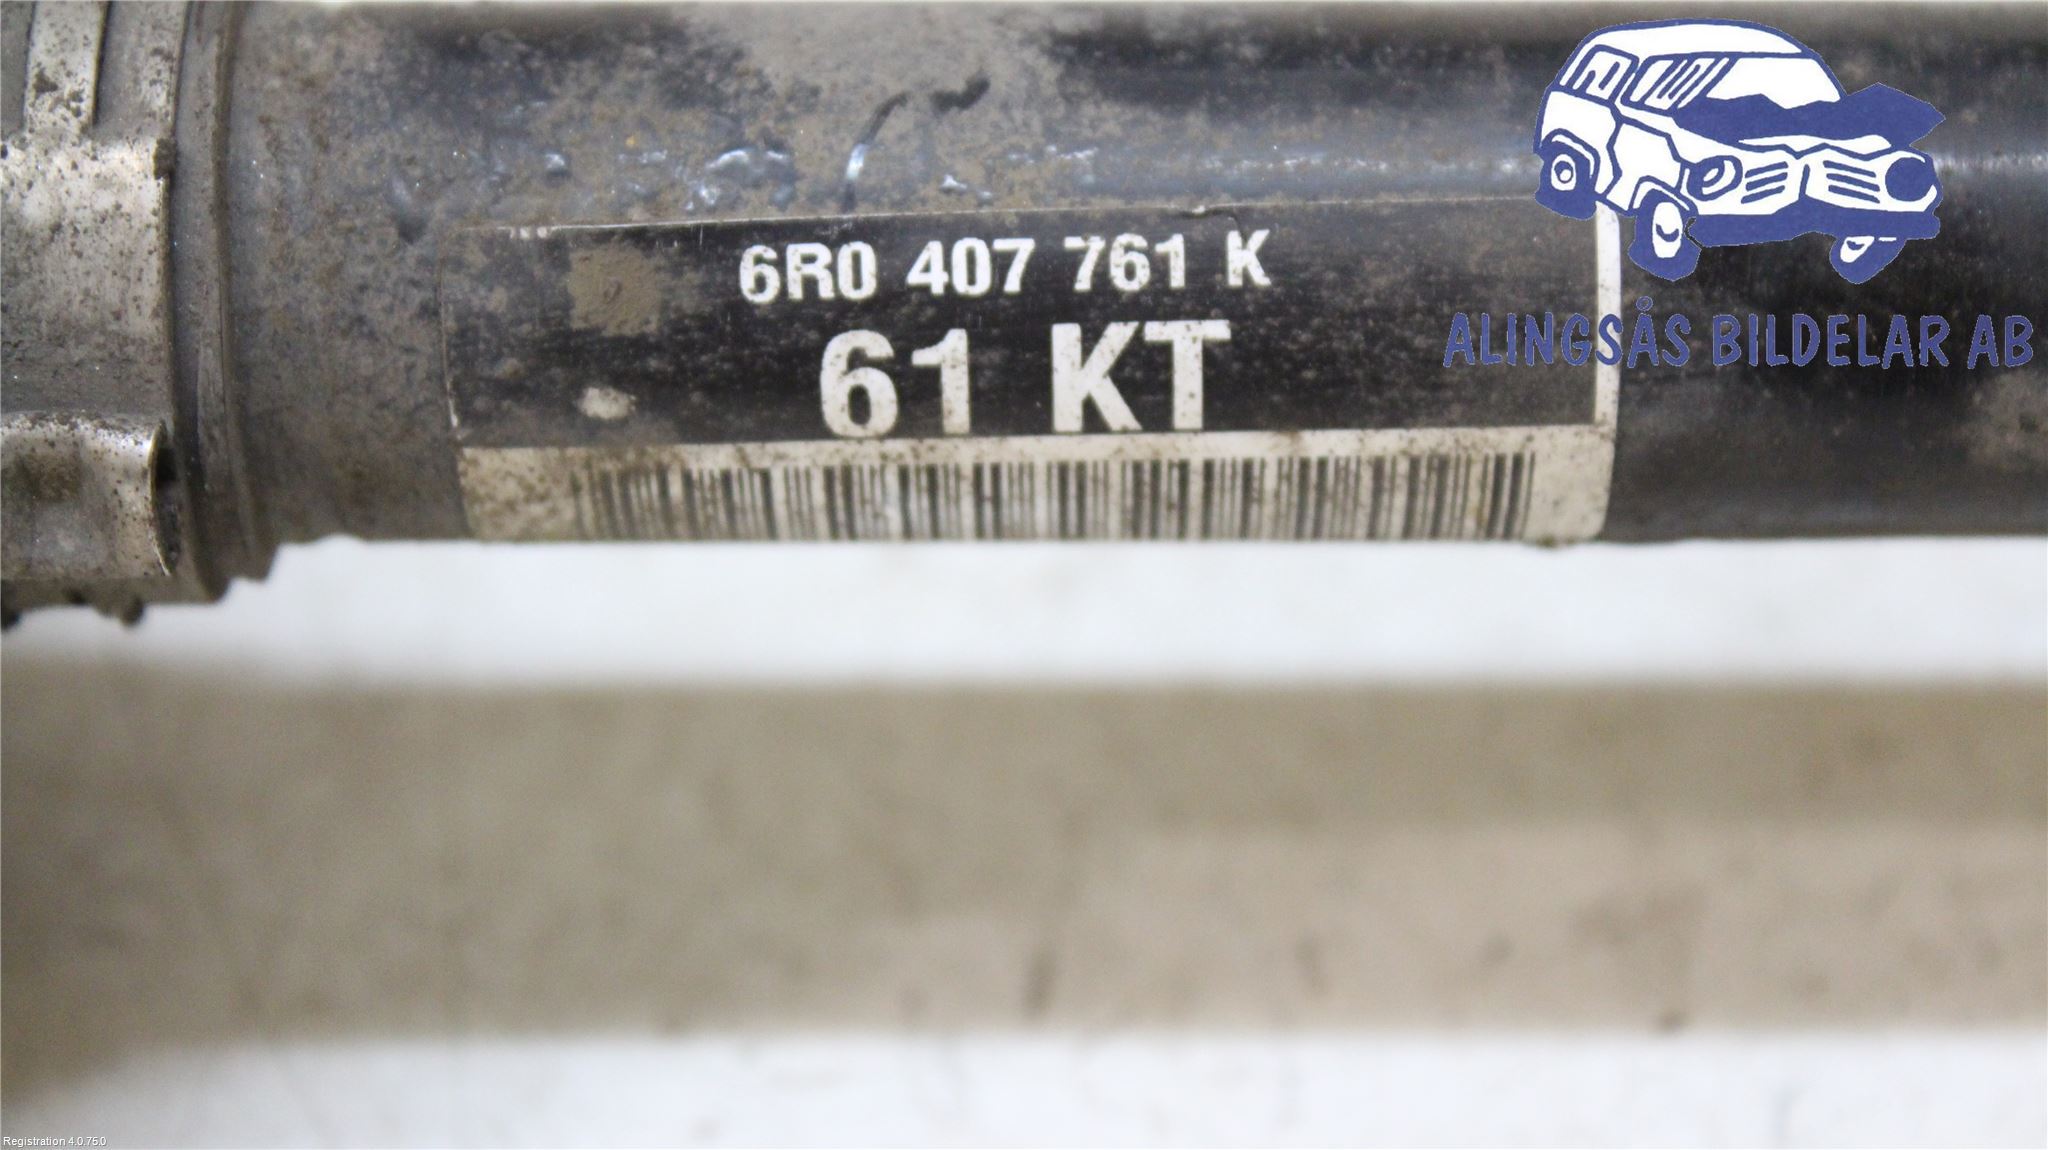 6R0 407 761 K
61 KT
ALINGSÅS BILDELAR AB
Registration 4.0.75.0